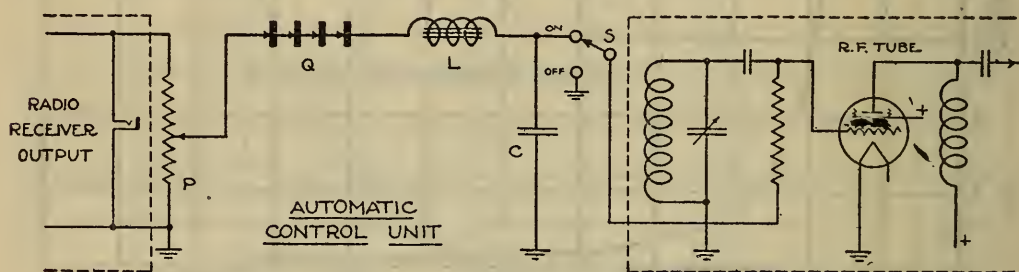 RADIO
RECEIVER
OUTPUT
P
Q
L
ON
S
OFF
C
AUTOMATIC
CONTROL UNIT
R.F. TUBE
+
+